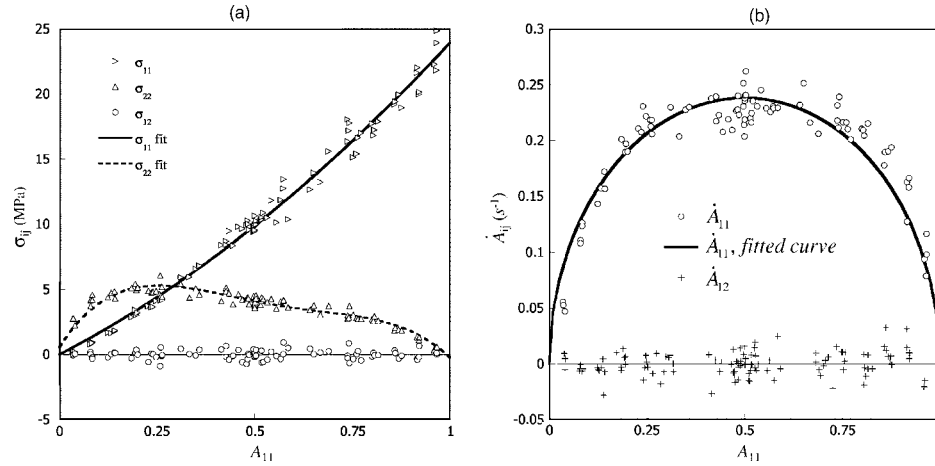 (a)
25
20
15
10
5
0
-5
σij (MPa)
σ11
σ22
σ12
σ11 fit
σ22 fit
0
0.25
0.5
0.75
1
A11
(b)
0.3
0.25
0.2
0.15
0.1
0.05
0
-0.05
Ȧij (s-1)
Ȧ11
Ȧ11, fitted curve
Ȧ12
0
0.25
0.5
0.75
1
A11